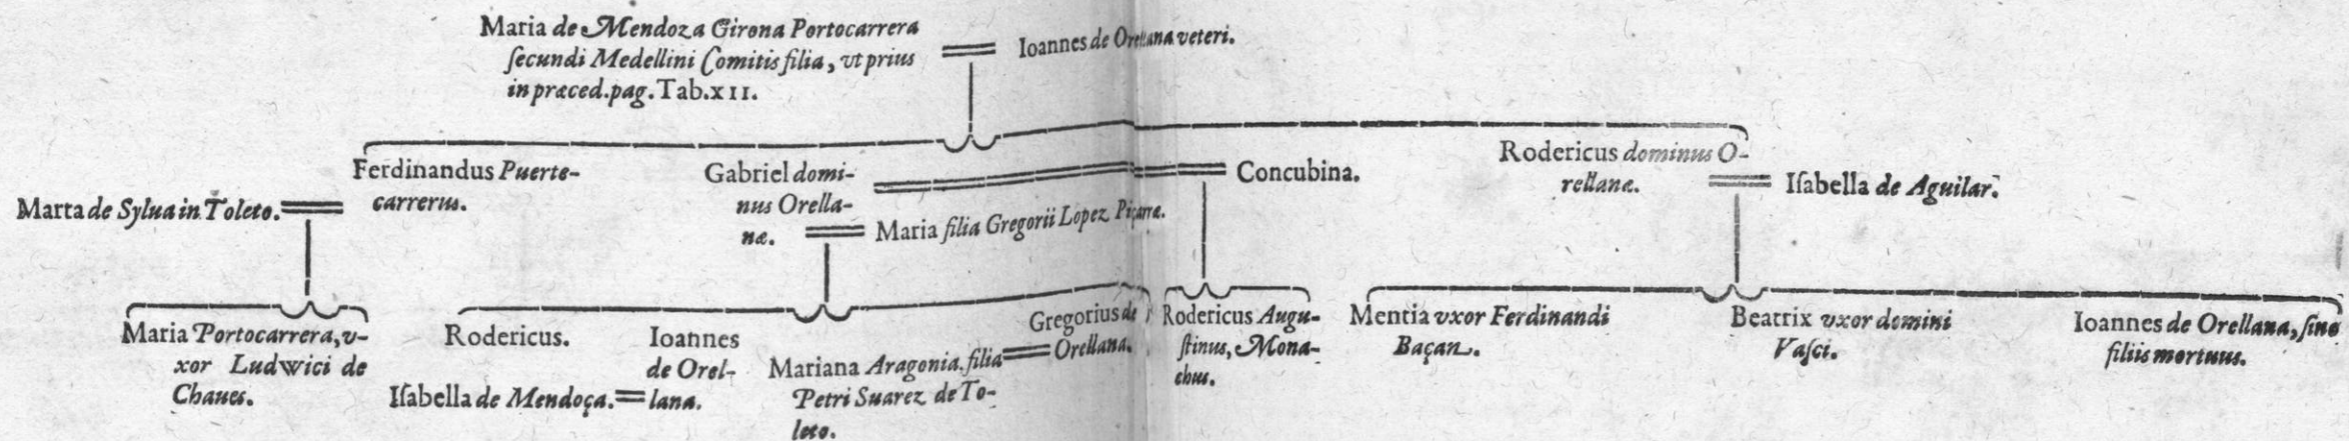 Maria de Mendoza Girona Portocarrera
ſecundi Medellini Comitis filia, vt prius
in præced. pag. Tab. XII.
Ioannes de Orellana veteri.
Marta de Sylua in Toleto.
Ferdinandus Puerte-
carrerus.
Gabriel domi-
nus Orella-
næ.
Concubina.
Maria filia Gregorii Lopez Piçarræ.
Rodericus dominus O-
rellanæ.
Iſabella de Aguilar.
Maria Portocarrera, v-
xor Ludwici de
Chaues.
Rodericus.
Iſabella de Mendoça.
Ioannes
de Orel-
lana.
Mariana Aragonia. filia
Petri Suarez de To-
leto.
Gregorius de
Orellana.
Rodericus Augu-
ſtinus, Mona-
chus.
Mentia vxor Ferdinandi
Baçan.
Beatrix vxor domini
Vaſci.
Ioannes de Orellana, ſine
filiis mortuus.